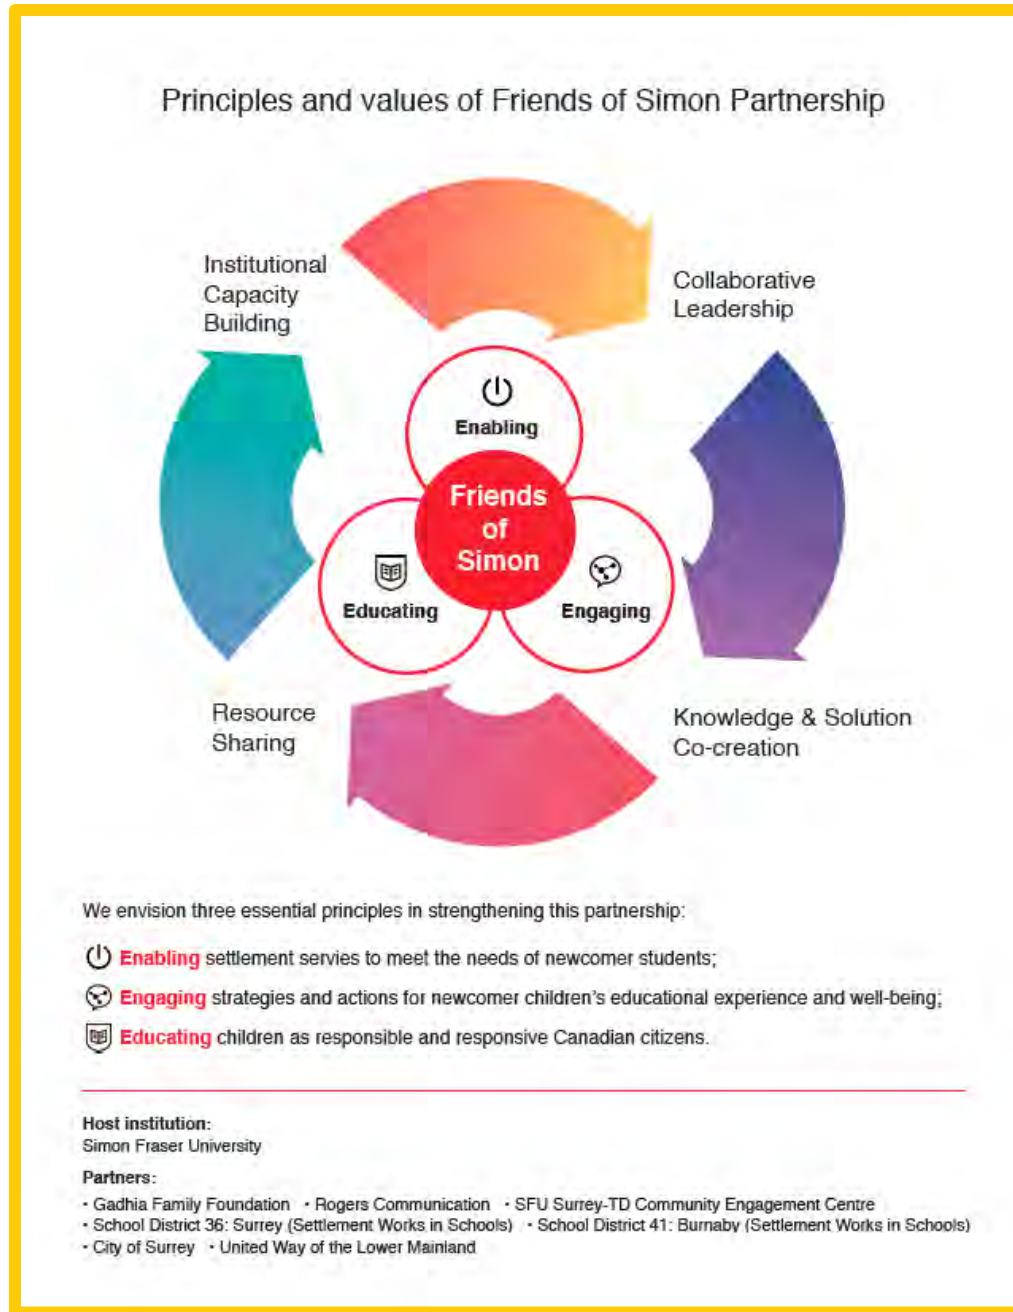 Principles and values of Friends of Simon Partnership
Institutional
Capacity
Building
Collaborative
Leadership
Enabling
Friends
of
Simon
Educating
Engaging
Resource
Sharing
Knowledge & Solution
Co-creation
We envision three essential principles in strengthening this partnership:
Enabling settlement servies to meet the needs of newcomer students;
Engaging strategies and actions for newcomer children's educational experience and well-being;
Educating children as responsible and responsive Canadian citizens.
Host institution:
Simon Fraser University
Partners:
· Gadhia Family Foundation · Rogers Communication · SFU Surrey-TD Community Engagement Centre
· School District 36: Surrey (Settlement Works in Schools) · School District 41: Burnaby (Settlement Works in Schools)
· City of Surrey · United Way of the Lower Mainland